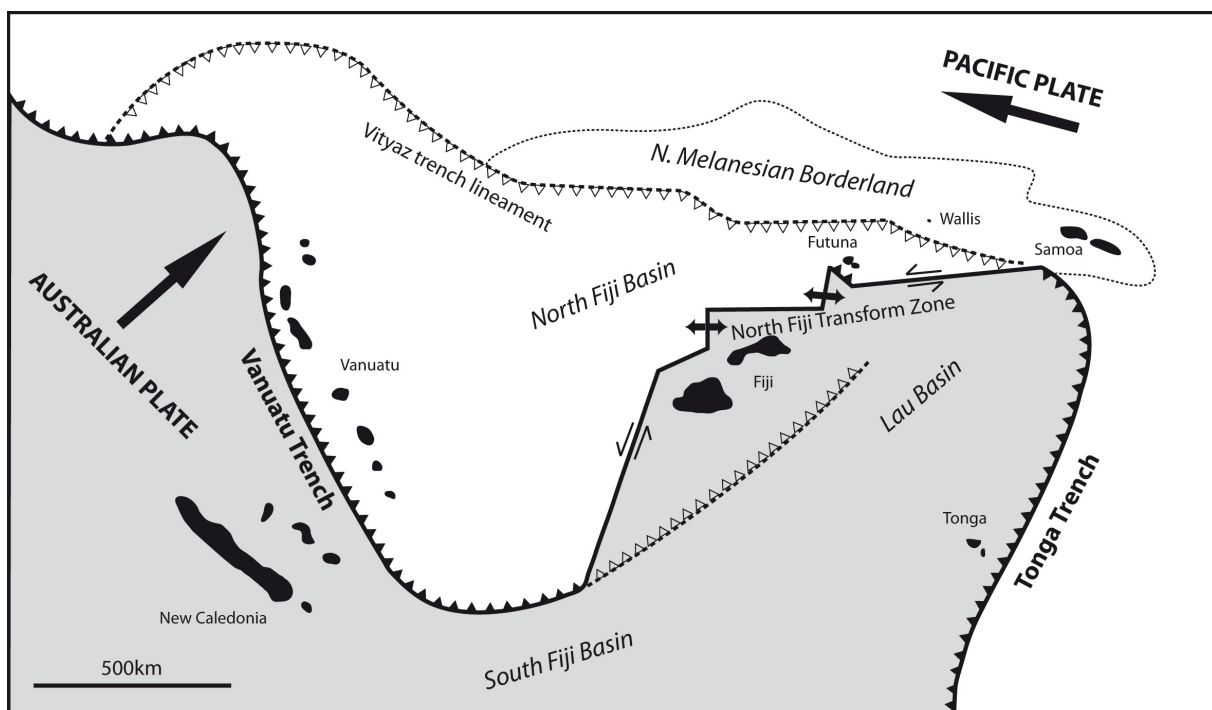 PACIFIC PLATE
Vityaz trench lineament
N. Melanesian Borderland
Wallis
Futuna
Samoa
North Fiji Basin
AUSTRALIAN PLATE
North Fiji Transform Zone
Vanuatu
Vanuatu Trench
Fiji
Lau Basin
Tonga
Tonga Trench
New Caledonia
South Fiji Basin
500km